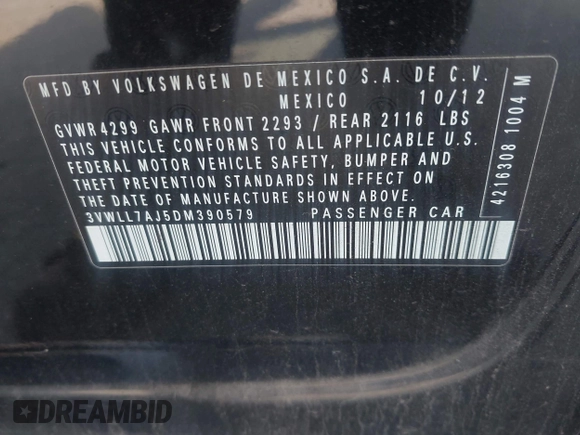 MFD BY VOLKSWAGEN DE MEXICO S.A. DE C.V.
MEXICO 10/12
GVWR 4299 GAWR FRONT 2293 / REAR 2116 LBS
THIS VEHICLE CONFORMS TO ALL APPLICABLE U.S.
FEDERAL MOTOR VEHICLE SAFETY, BUMPER AND
THEFT PREVENTION STANDARDS IN EFFECT ON
THE DATE OF MANUFACTURE SHOWN ABOVE.
3VWLL7AJ5DM390579 PASSENGER CAR
4216308 1004 M
DREAMBID